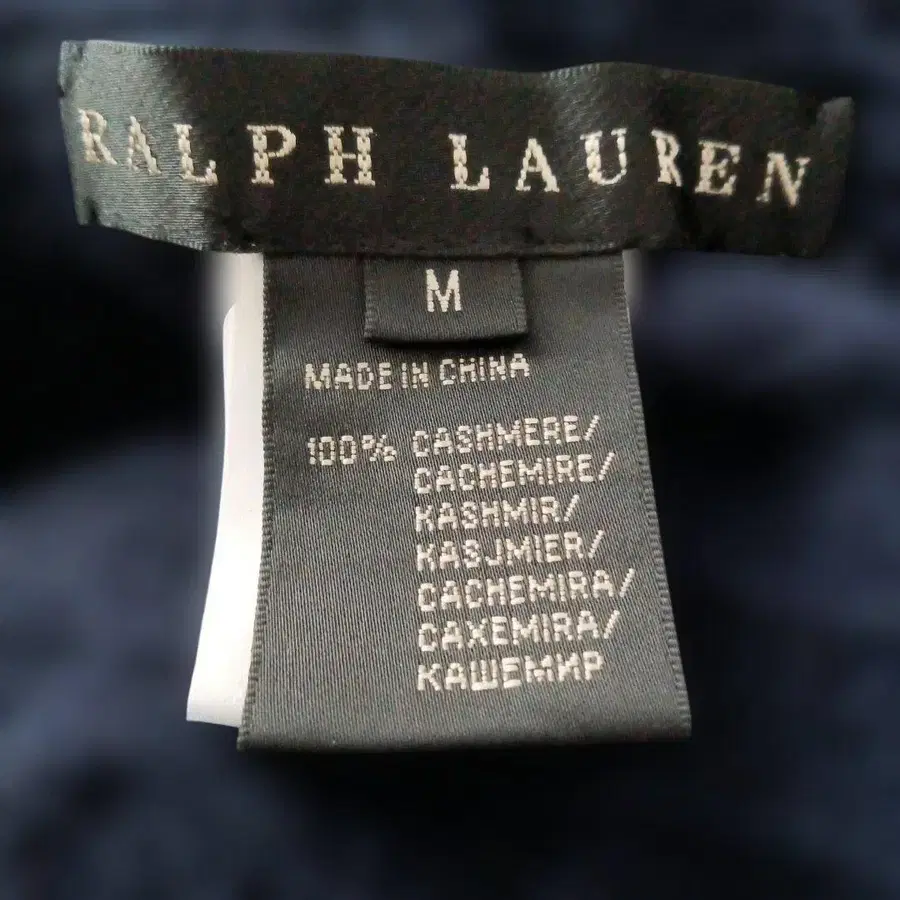 RALPH LAUREN
M
MADE IN CHINA
100% CASHMERE/
CACHEMIRE/
KASHMIR/
KASJMIER/
CACHEMIRA/
CAXEMIRA/
КАШЕМИР